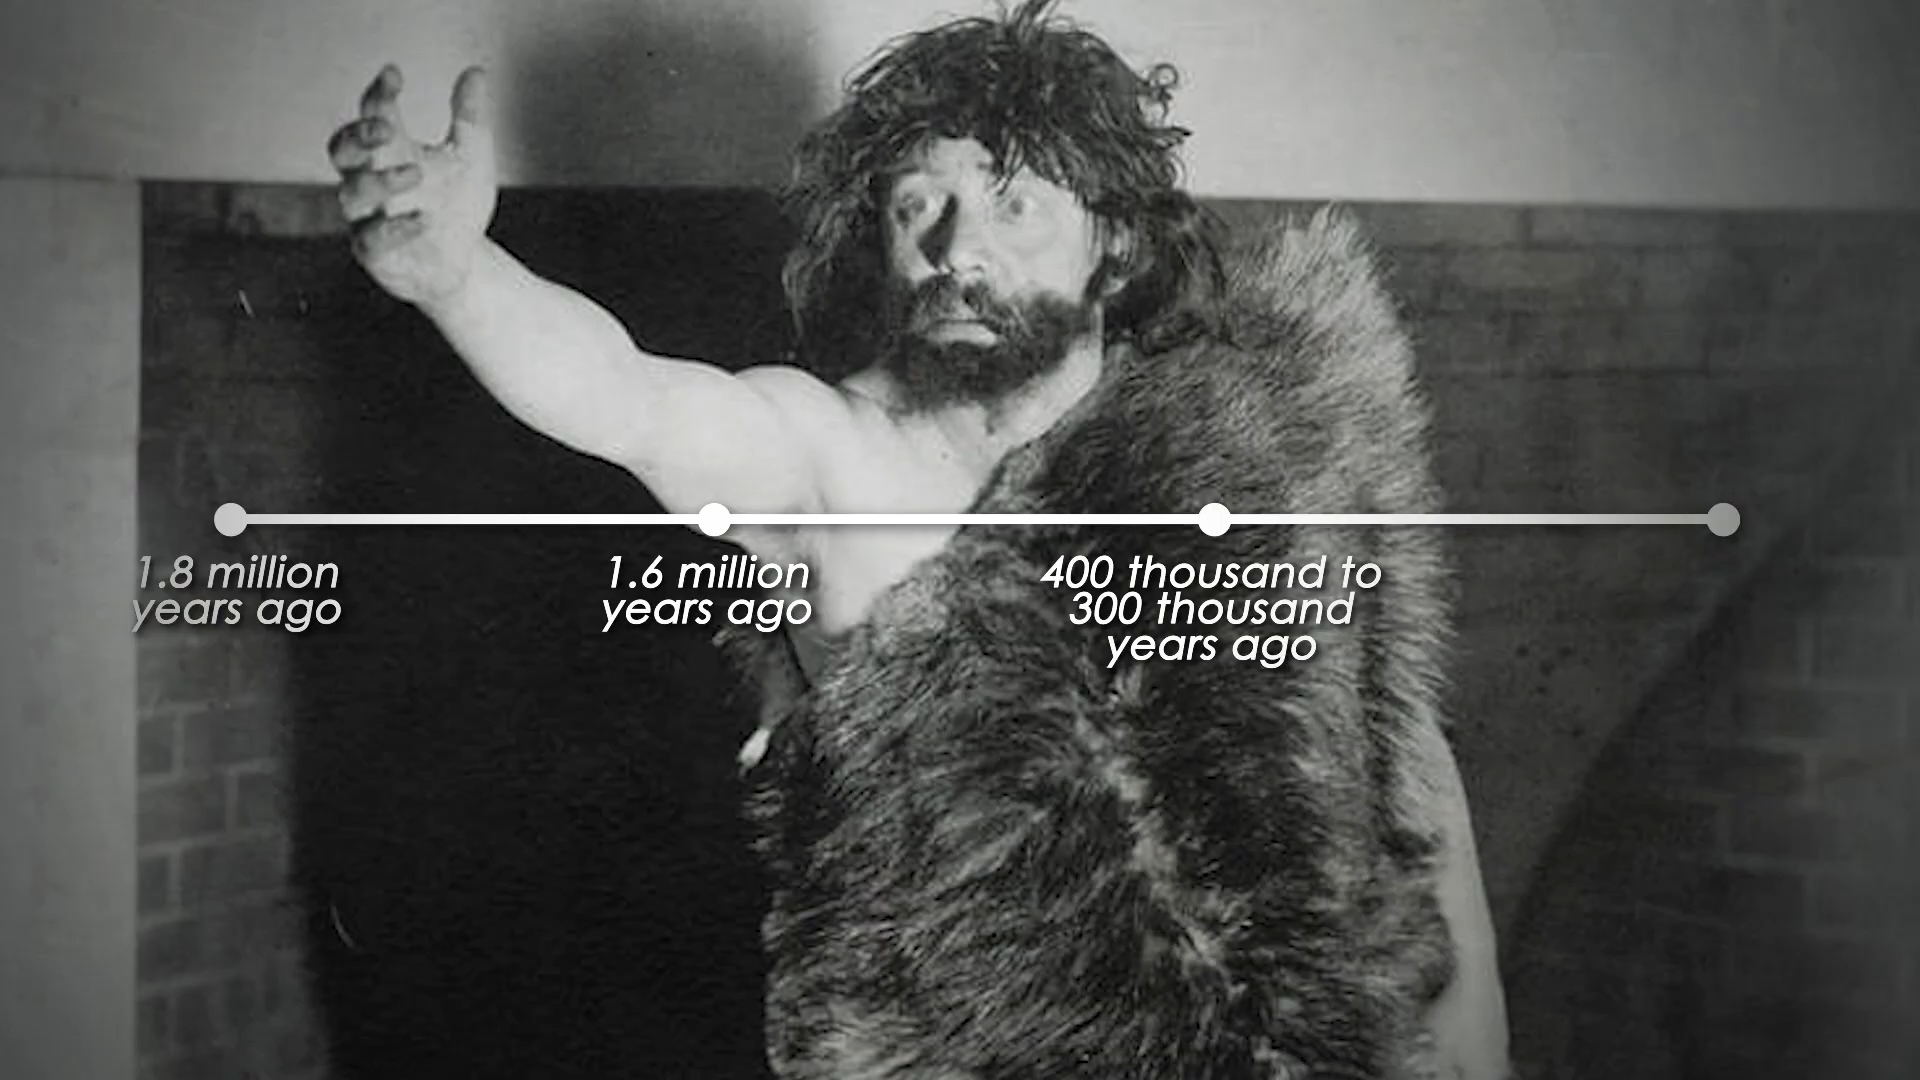 1.8 million
years ago
1.6 million
years ago
400 thousand to
300 thousand
years ago